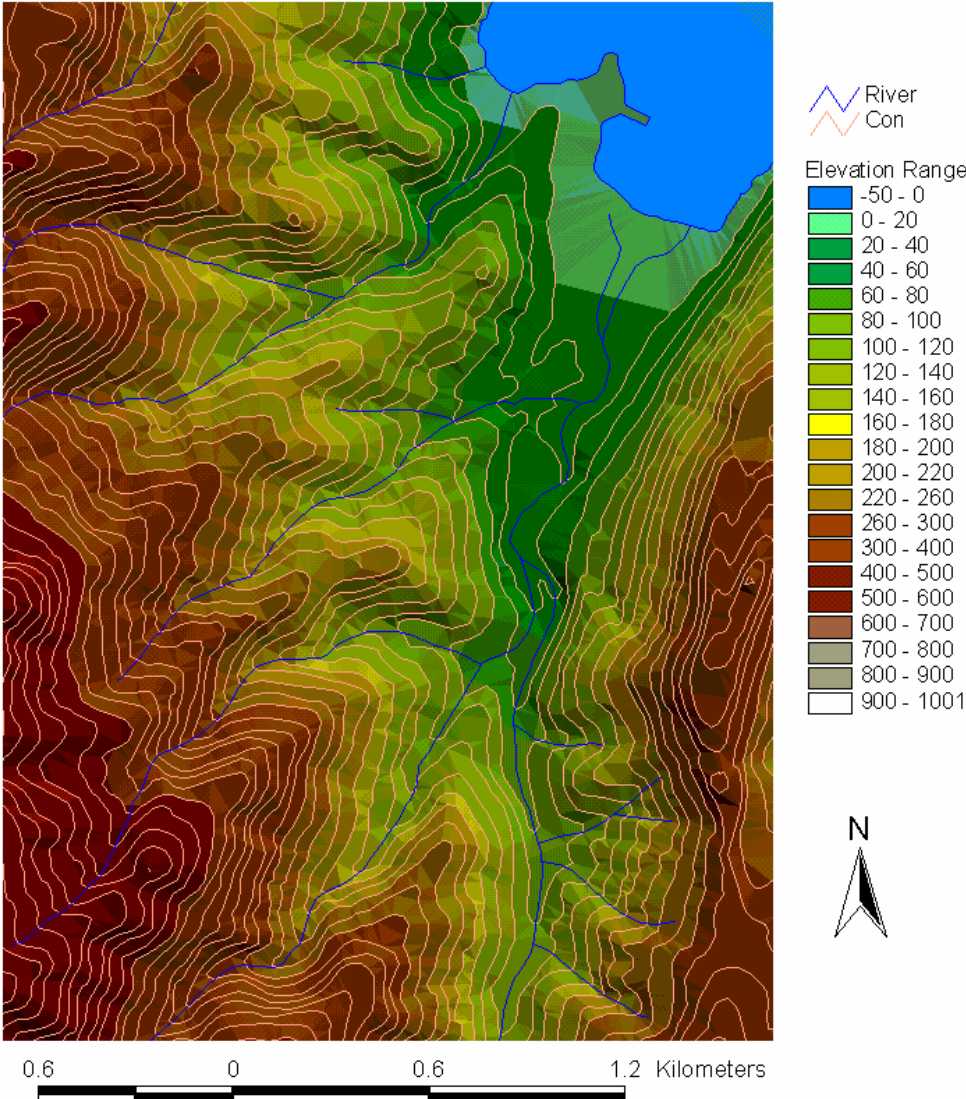 River
Con
Elevation Range
-50 - 0
0 - 20
20 - 40
40 - 60
60 - 80
80 - 100
100 - 120
120 - 140
140 - 160
160 - 180
180 - 200
200 - 220
220 - 260
260 - 300
300 - 400
400 - 500
500 - 600
600 - 700
700 - 800
800 - 900
900 - 1001
N
0.6 0 0.6 1.2 Kilometers